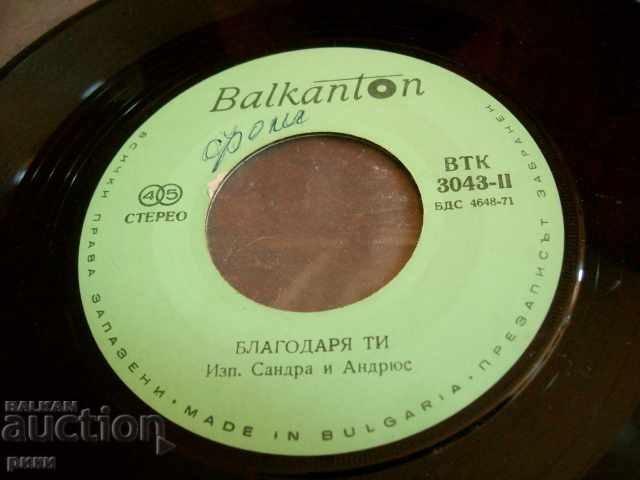 Balkanton
фонд
ВТК
3043-II
БДС 4648-71
45
СТЕРЕО
БЛАГОДАРЯ ТИ
Изп. Сандра и Андрюс
ВСИЧКИ ПРАВА ЗАПАЗЕНИ • MADE IN BULGARIA • ПРЕЗАПИСЪТ ЗАБРАНЕН
BALKAN
auction